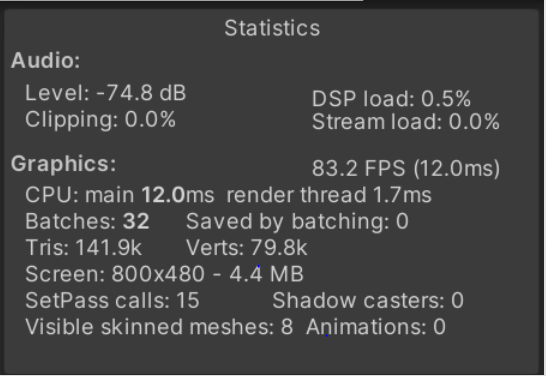 Statistics
Audio:
Level: -74.8 dB DSP load: 0.5%
Clipping: 0.0% Stream load: 0.0%
Graphics: 83.2 FPS (12.0ms)
CPU: main 12.0ms render thread 1.7ms
Batches: 32 Saved by batching: 0
Tris: 141.9k Verts: 79.8k
Screen: 800x480 - 4.4 MB
SetPass calls: 15 Shadow casters: 0
Visible skinned meshes: 8 Animations: 0